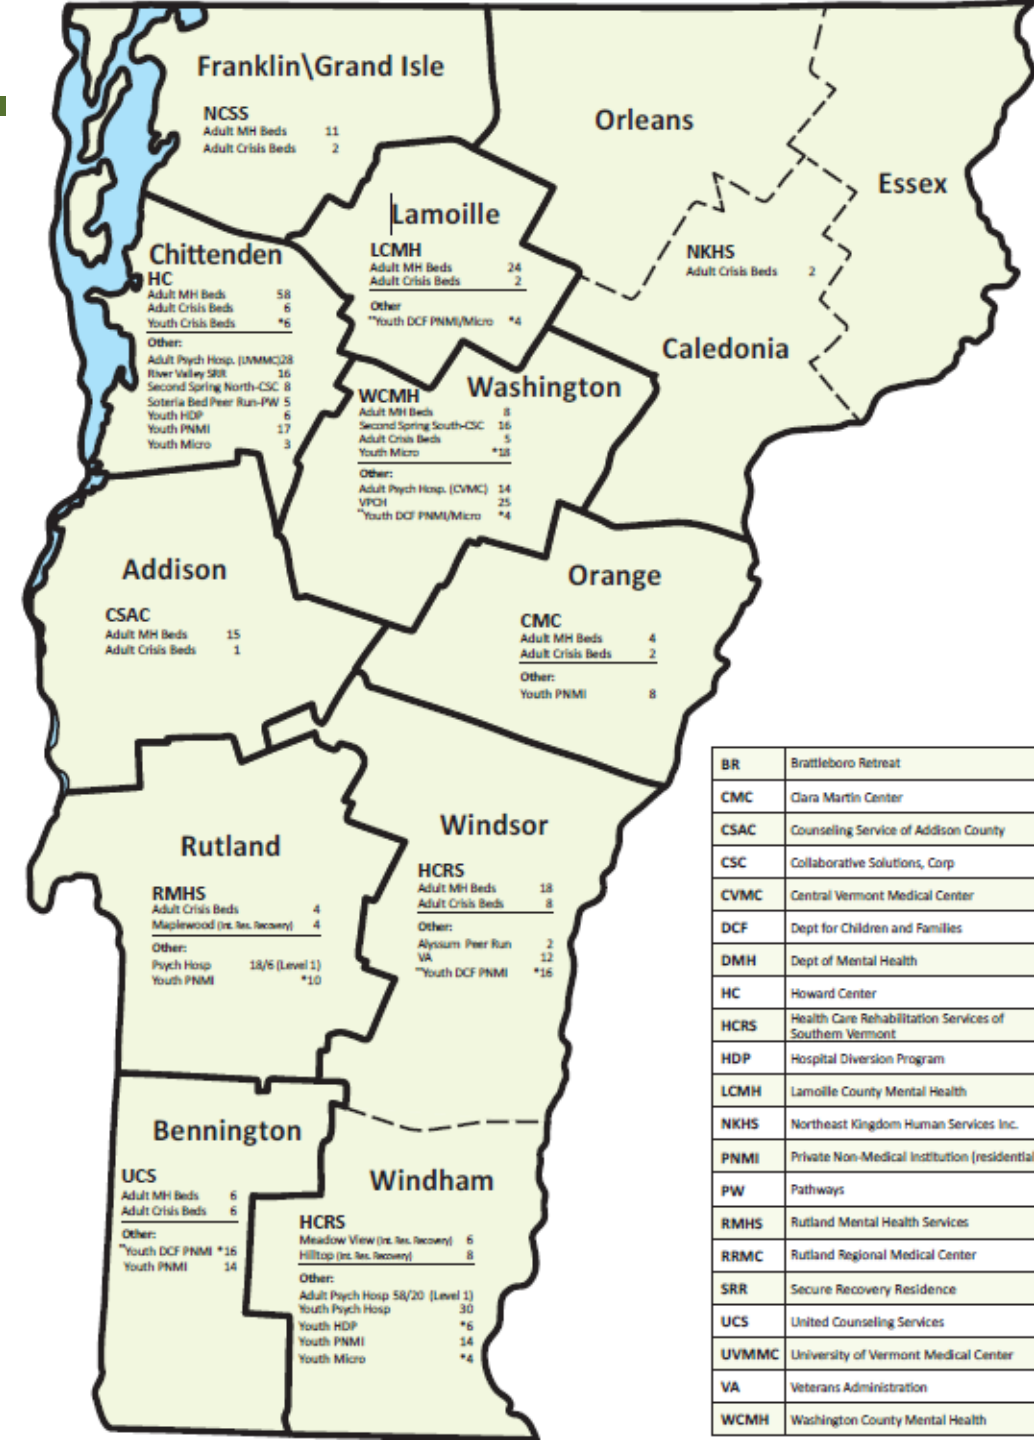 Franklin\Grand Isle
NCSS
Adult MH Beds 11
Adult Crisis Beds 2
Orleans
Essex
Lamoille
LCMH
Adult MH Beds 24
Adult Crisis Beds 2
Other
**Youth DCF PNMI/Micro *4
NKHS
Adult Crisis Beds 2
Caledonia
Chittenden
HC
Adult MH Beds 58
Adult Crisis Beds 6
Youth Crisis Beds *6
Other:
Adult Psych Hosp. (UVMMC)28
River Valley SRR 16
Second Spring North-CSC 8
Soteria Bed Peer Run-PW 5
Youth HDP 6
Youth PNMI 17
Youth Micro 3
Washington
WCMH
Adult MH Beds 8
Second Spring South-CSC 16
Adult Crisis Beds 5
Youth Micro *18
Other:
Adult Psych Hosp. (CVMC) 14
VPCH 25
**Youth DCF PNMI/Micro *4
Addison
CSAC
Adult MH Beds 15
Adult Crisis Beds 1
Orange
CMC
Adult MH Beds 4
Adult Crisis Beds 2
Other:
Youth PNMI 8
Rutland
RMHS
Adult Crisis Beds 4
Maplewood (Int. Res. Recovery) 4
Other:
Psych Hosp 18/6 (Level 1)
Youth PNMI *10
Windsor
HCRS
Adult MH Beds 18
Adult Crisis Beds 8
Other:
Alyssum Peer Run 2
VA 12
**Youth DCF PNMI *16
Bennington
UCS
Adult MH Beds 6
Adult Crisis Beds 6
Other:
**Youth DCF PNMI *16
Youth PNMI 14
Windham
HCRS
Meadow View (Int. Res. Recovery) 6
Hilltop (Int. Res. Recovery) 8
Other:
Adult Psych Hosp 58/20 (Level 1)
Youth Psych Hosp 30
Youth HDP *6
Youth PNMI 14
Youth Micro *4
BR Brattleboro Retreat
CMC Clara Martin Center
CSAC Counseling Service of Addison County
CSC Collaborative Solutions, Corp
CVMC Central Vermont Medical Center
DCF Dept for Children and Families
DMH Dept of Mental Health
HC Howard Center
HCRS Health Care Rehabilitation Services of
Southern Vermont
HDP Hospital Diversion Program
LCMH Lamoille County Mental Health
NKHS Northeast Kingdom Human Services Inc.
PNMI Private Non-Medical Institution (residential
PW Pathways
RMHS Rutland Mental Health Services
RRMC Rutland Regional Medical Center
SRR Secure Recovery Residence
UCS United Counseling Services
UVMMC University of Vermont Medical Center
VA Veterans Administration
WCMH Washington County Mental Health